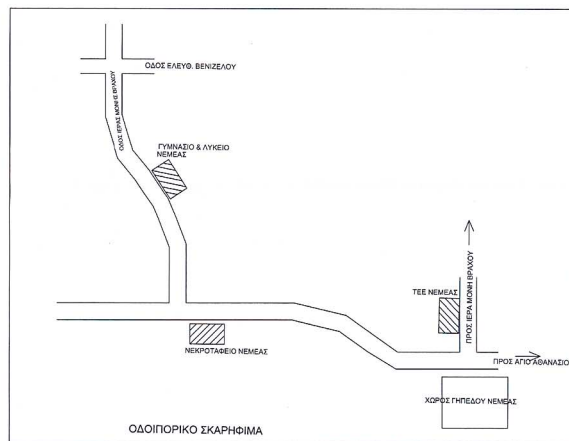 ΟΔΟΣ ΕΛΕΥΘ. ΒΕΝΙΖΕΛΟΥ
ΟΔΟΣ ΙΕΡΑΣ ΜΟΝΗΣ ΒΡΑΧΟΥ
ΓΥΜΝΑΣΙΟ & ΛΥΚΕΙΟ
ΝΕΜΕΑΣ
ΠΡΟΣ ΙΕΡΑ ΜΟΝΗ ΒΡΑΧΟΥ
ΤΕΕ ΝΕΜΕΑΣ
ΝΕΚΡΟΤΑΦΕΙΟ ΝΕΜΕΑΣ
ΠΡΟΣ ΑΓΙΟ ΑΘΑΝΑΣΙΟ
ΧΩΡΟΣ ΓΗΠΕΔΟΥ ΝΕΜΕΑΣ
ΟΔΟΙΠΟΡΙΚΟ ΣΚΑΡΗΦΙΜΑ